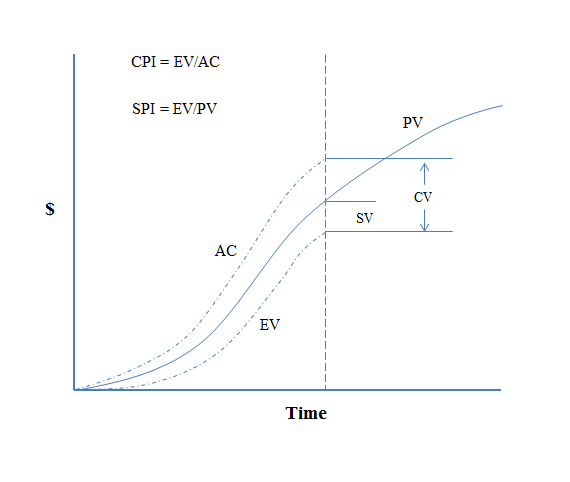 CPI = EV/AC
SPI = EV/PV
PV
CV
$
SV
AC
EV
Time